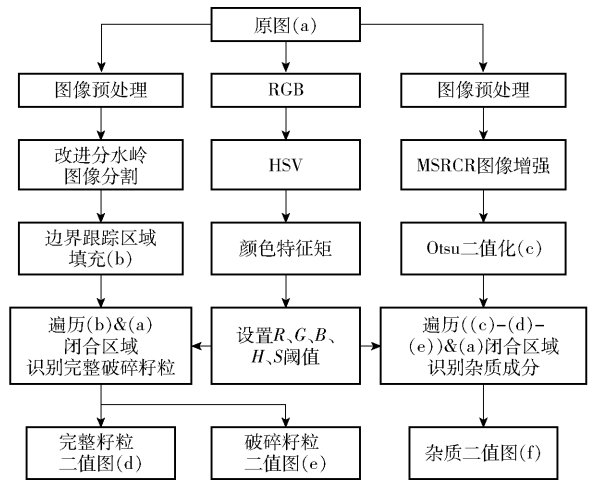 原图(a)
图像预处理
RGB
图像预处理
改进分水岭
图像分割
HSV
MSRCR图像增强
边界跟踪区域
填充(b)
颜色特征矩
Otsu二值化(c)
遍历(b)&(a)
闭合区域
识别完整破碎籽粒
设置R、G、B、
H、S阈值
遍历((c)-(d)-
(e))&(a)闭合区域
识别杂质成分
完整籽粒
二值图(d)
破碎籽粒
二值图(e)
杂质二值图(f)